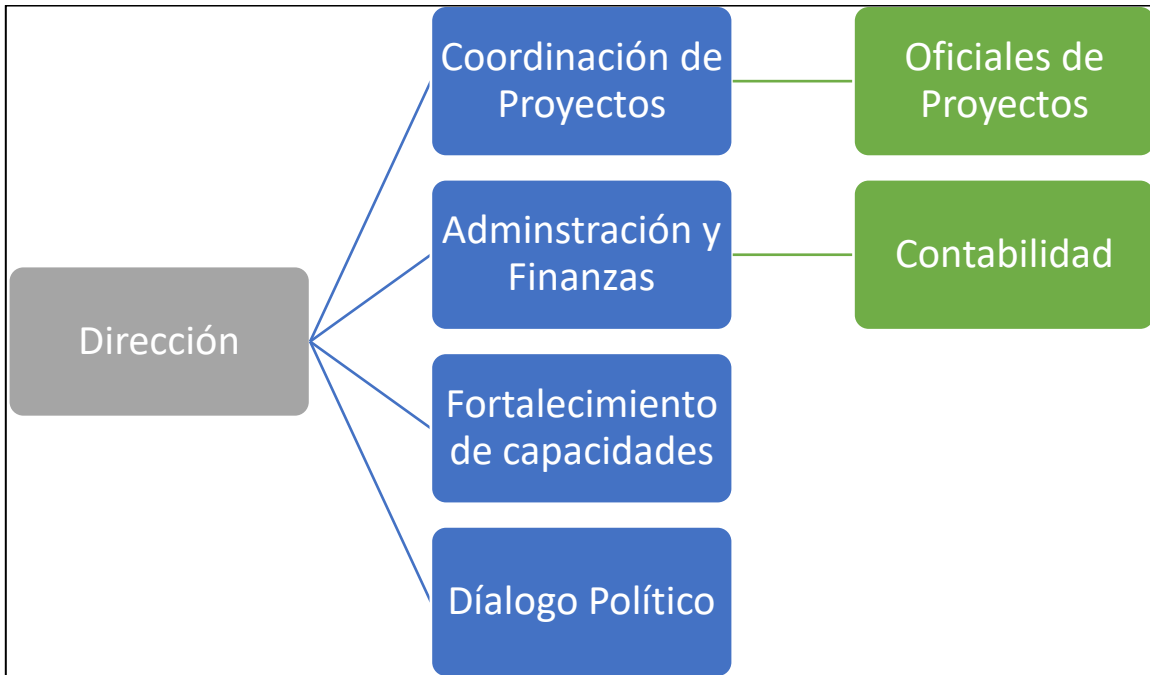 Coordinación de
Proyectos
Oficiales de
Proyectos
Adminstración y
Finanzas
Contabilidad
Dirección
Fortalecimiento
de capacidades
Díalogo Político